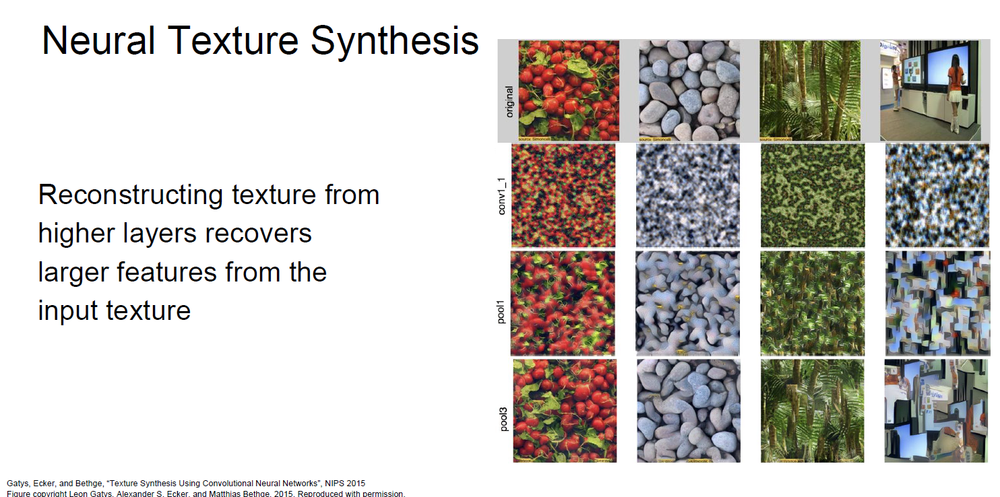 Neural Texture Synthesis
Reconstructing texture from
higher layers recovers
larger features from the
input texture
original
conv1_1
pool1
pool3
source: Simoncelli
source: Simoncelli
source: Simoncelli
Gatys, Ecker, and Bethge, “Texture Synthesis Using Convolutional Neural Networks”, NIPS 2015
Figure copyright Leon Gatys, Alexander S. Ecker, and Matthias Bethge, 2015. Reproduced with permission.